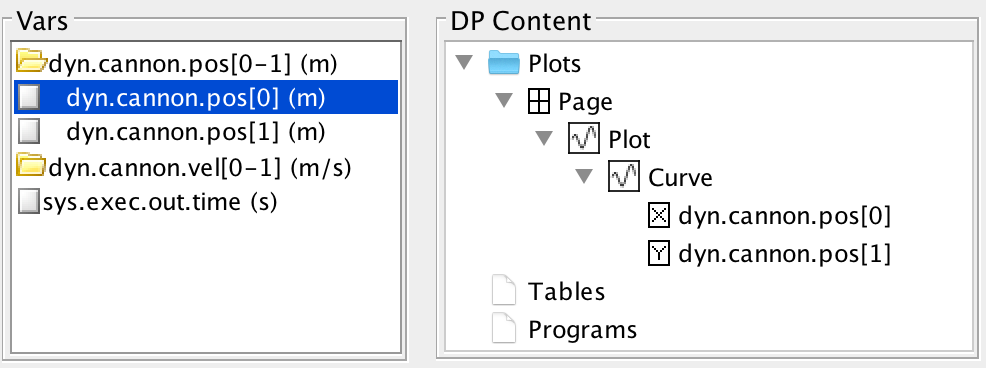 Vars
dyn.cannon.pos[0-1] (m)
dyn.cannon.pos[0] (m)
dyn.cannon.pos[1] (m)
dyn.cannon.vel[0-1] (m/s)
sys.exec.out.time (s)
DP Content
Plots
Page
Plot
Curve
X dyn.cannon.pos[0]
Y dyn.cannon.pos[1]
Tables
Programs